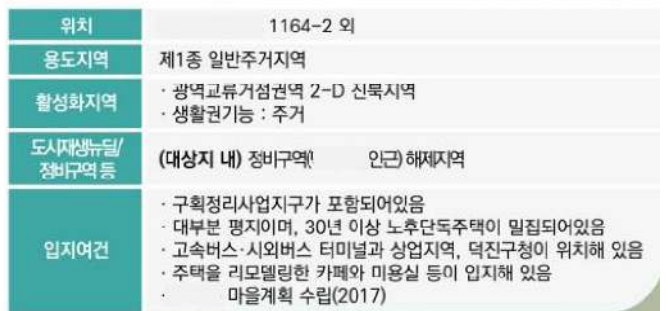 위치 1164-2 외
용도지역 제1종 일반주거지역
활성화지역 · 광역교류거점권역 2-D 진북지역
· 생활권기능 : 주거
도시재생뉴딜/
정비구역 등 (대상지 내) 정비구역( 인근) 해제지역
· 구획정리사업지구가 포함되어있음
· 대부분 평지이며, 30년 이상 노후단독주택이 밀집되어있음
입지여건 · 고속버스·시외버스 터미널과 상업지역, 덕진구청이 위치해 있음
· 주택을 리모델링한 카페와 미용실 등이 입지해 있음
· 마을계획 수립(2017)